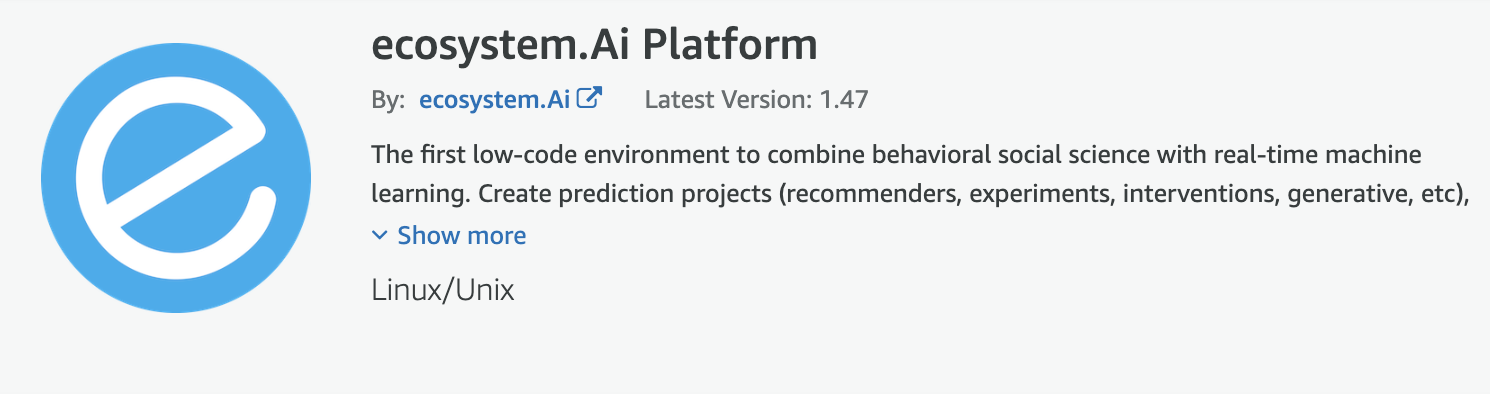 ecosystem.Ai Platform
By: ecosystem.Ai Latest Version: 1.47
The first low-code environment to combine behavioral social science with real-time machine
learning. Create prediction projects (recommenders, experiments, interventions, generative, etc),
Show more
Linux/Unix